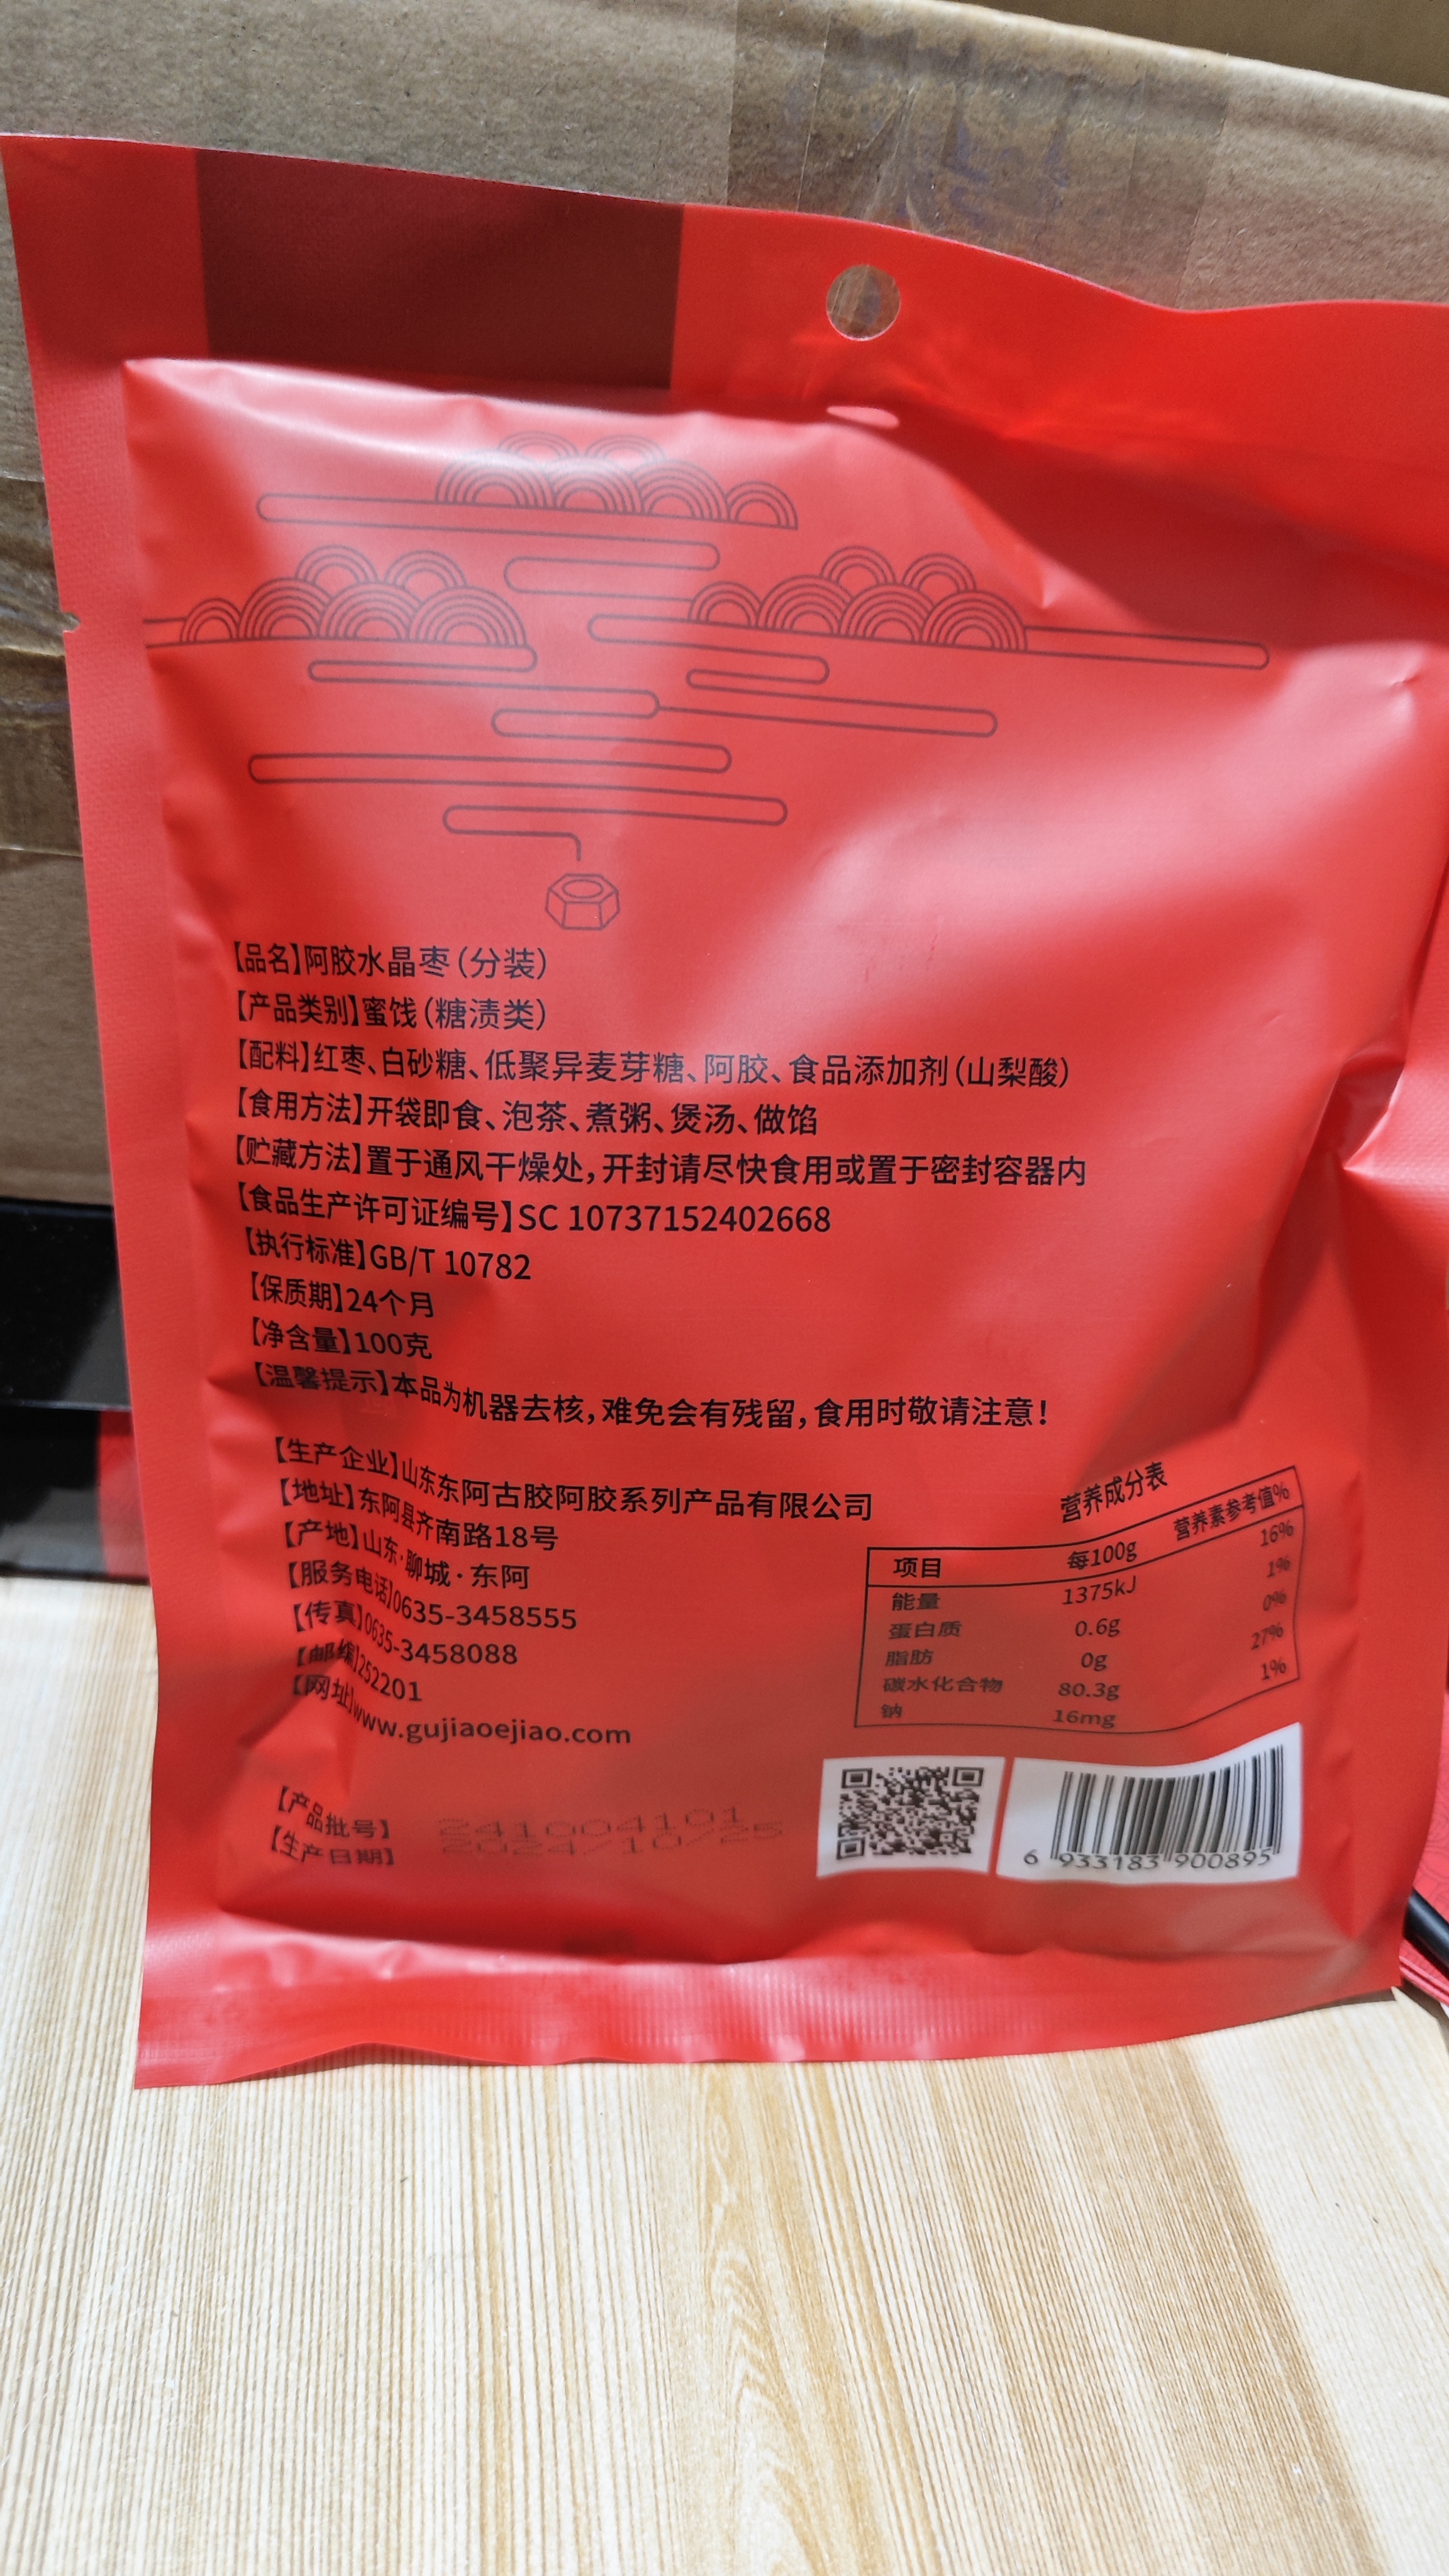 【品名】阿胶水晶枣(分装)
【产品类别】蜜饯(糖渍类)
【配料】红枣、白砂糖、低聚异麦芽糖、阿胶、食品添加剂(山梨酸)
【食用方法】开袋即食、泡茶、煮粥、煲汤、做馅
【贮藏方法】置于通风干燥处,开封请尽快食用或置于密封容器内
【食品生产许可证编号】SC 10737152402668
【执行标准】GB/T 10782
【保质期】24个月
【净含量】100克
【温馨提示】本品为机器去核,难免会有残留,食用时敬请注意!
【生产企业】山东东阿古胶阿胶系列产品有限公司
【地址】东阿县齐南路18号
【产地】山东·聊城·东阿
【服务电话】0635-3458555
【传真】0635-3458088
【邮编】252201
【网址】www.gujiaoejiao.com
【产品批号】 241004101
【生产日期】 2024/10/25
营养成分表
项目 每100g 营养素参考值%
能量 1375kJ 16%
蛋白质 0.6g 1%
脂肪 0g 0%
碳水化合物 80.3g 27%
钠 16mg 1%
6 933183 900895